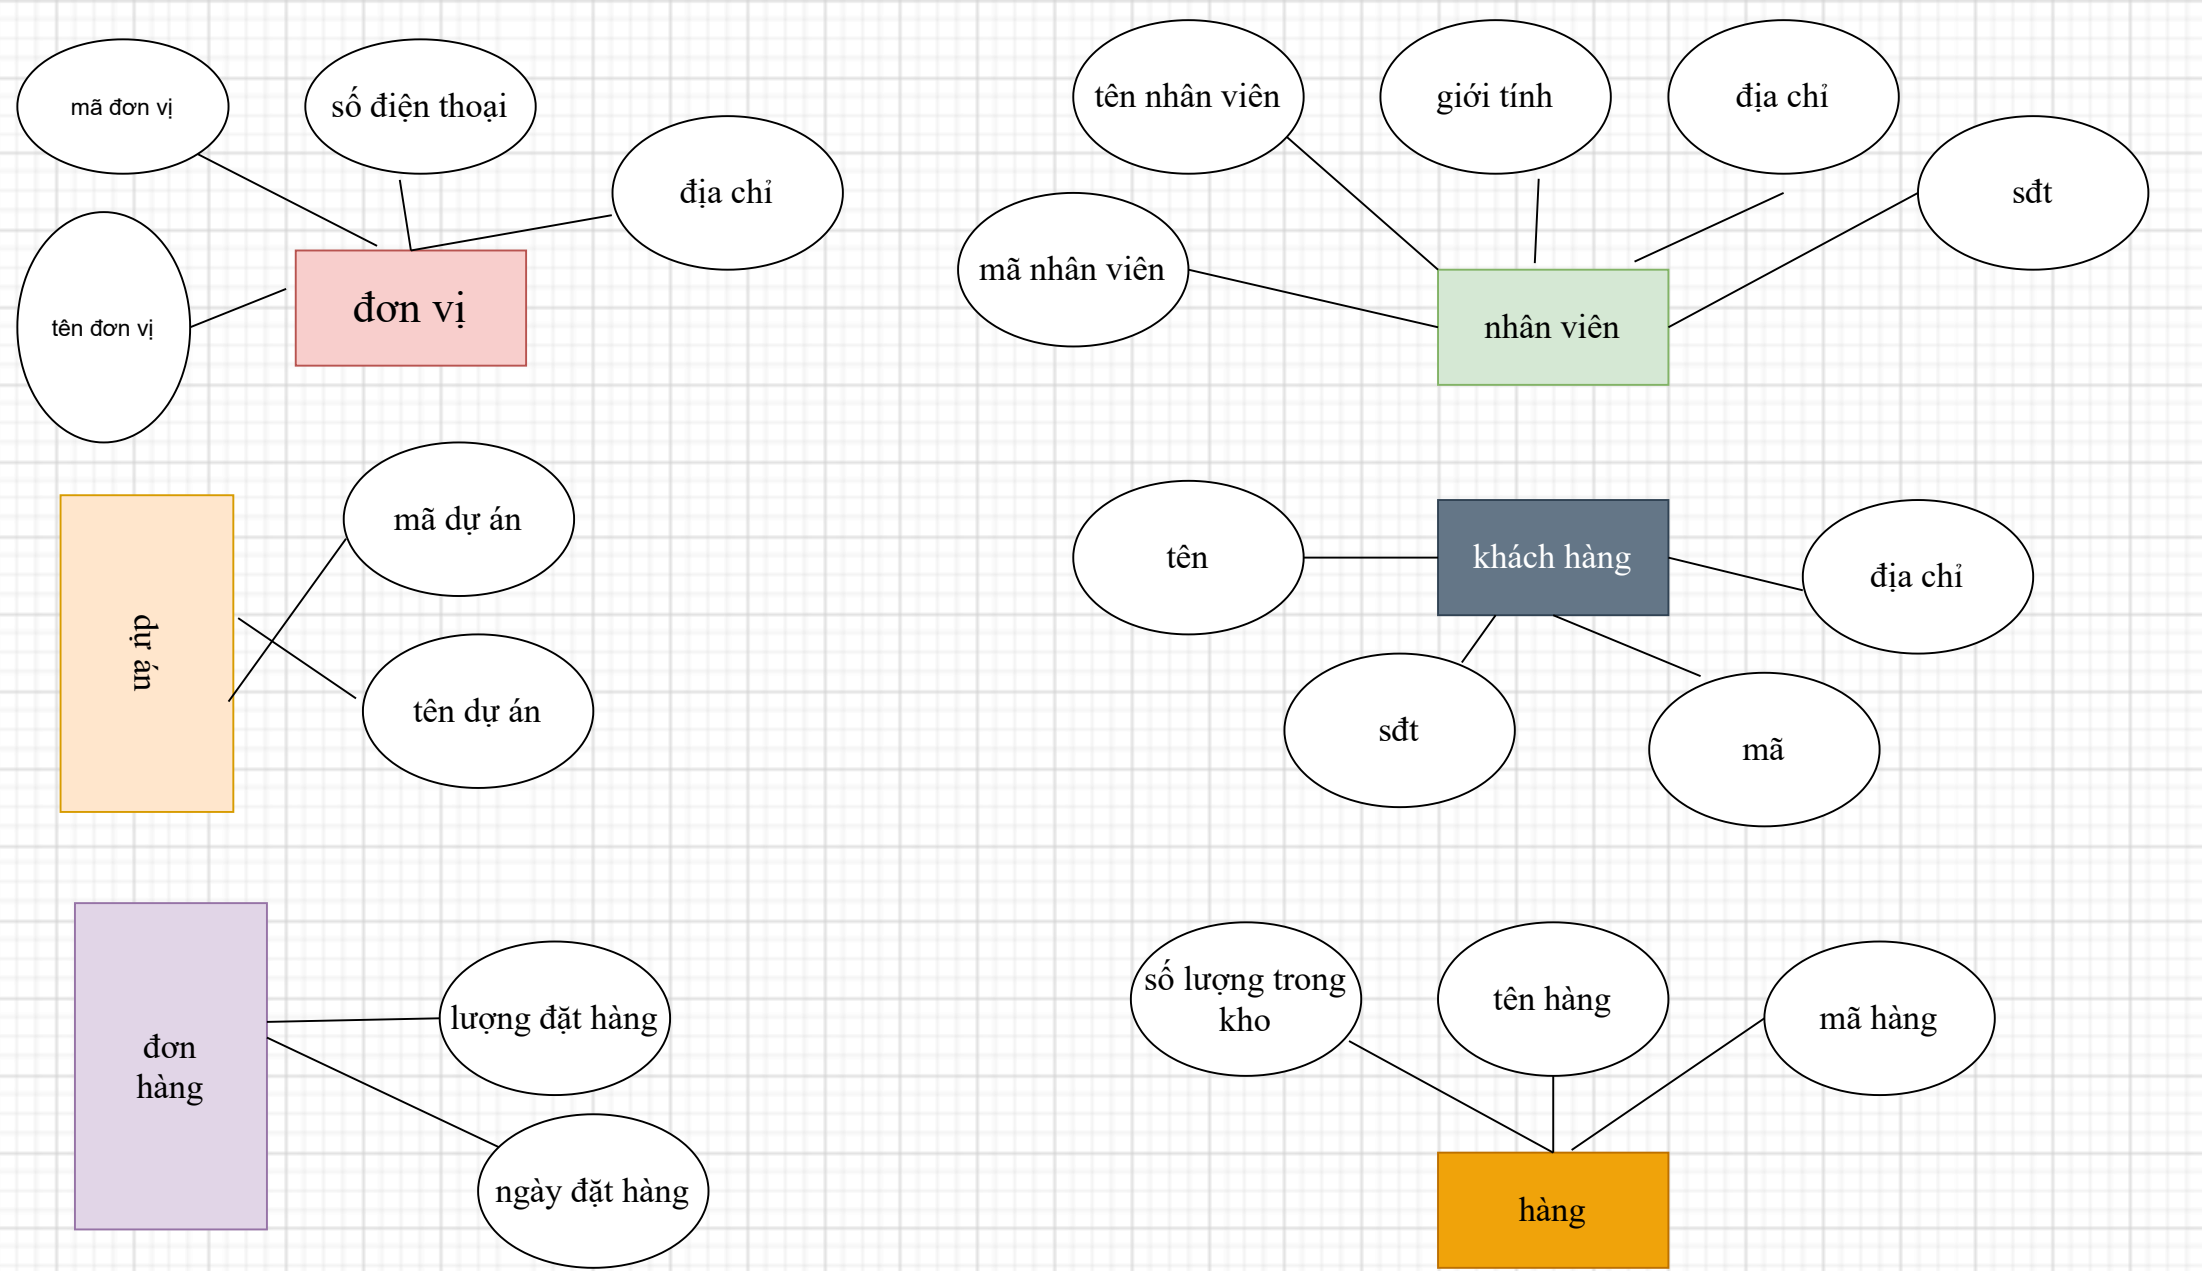 mã đơn vị
số điện thoại
địa chỉ
tên đơn vị
đơn vị
tên nhân viên
giới tính
địa chỉ
sđt
mã nhân viên
nhân viên
mã dự án
dự án
tên dự án
tên
khách hàng
địa chỉ
sđt
mã
lượng đặt hàng
đơn
hàng
ngày đặt hàng
số lượng trong
kho
tên hàng
mã hàng
hàng